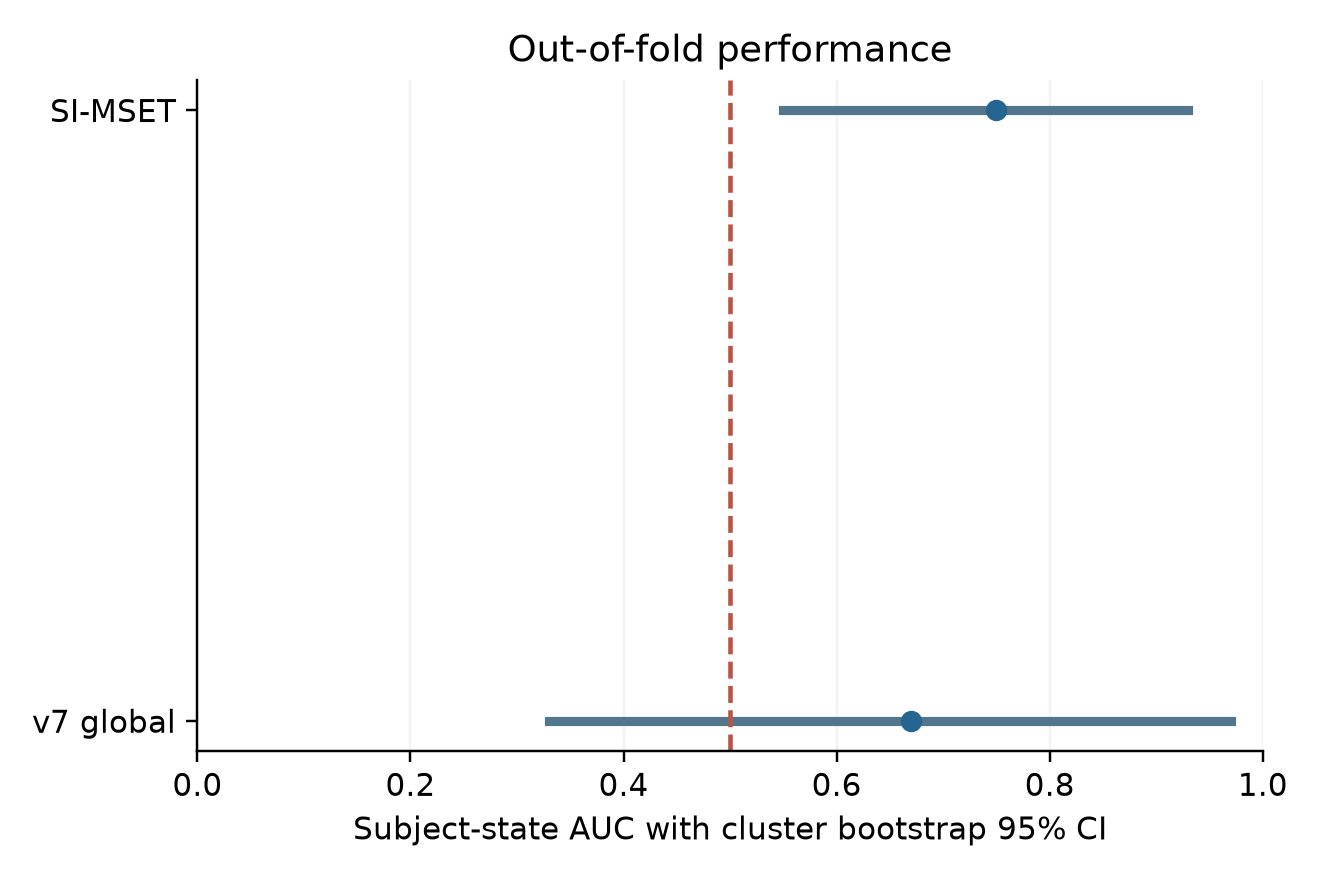 Out-of-fold performance
SI-MSET
v7 global
0.0 0.2 0.4 0.6 0.8 1.0
Subject-state AUC with cluster bootstrap 95% CI